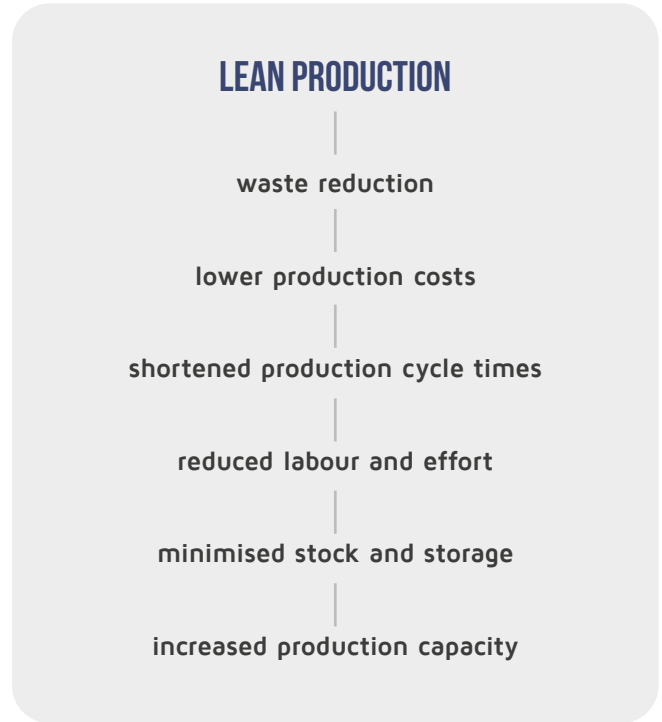 LEAN PRODUCTION
waste reduction
lower production costs
shortened production cycle times
reduced labour and effort
minimised stock and storage
increased production capacity